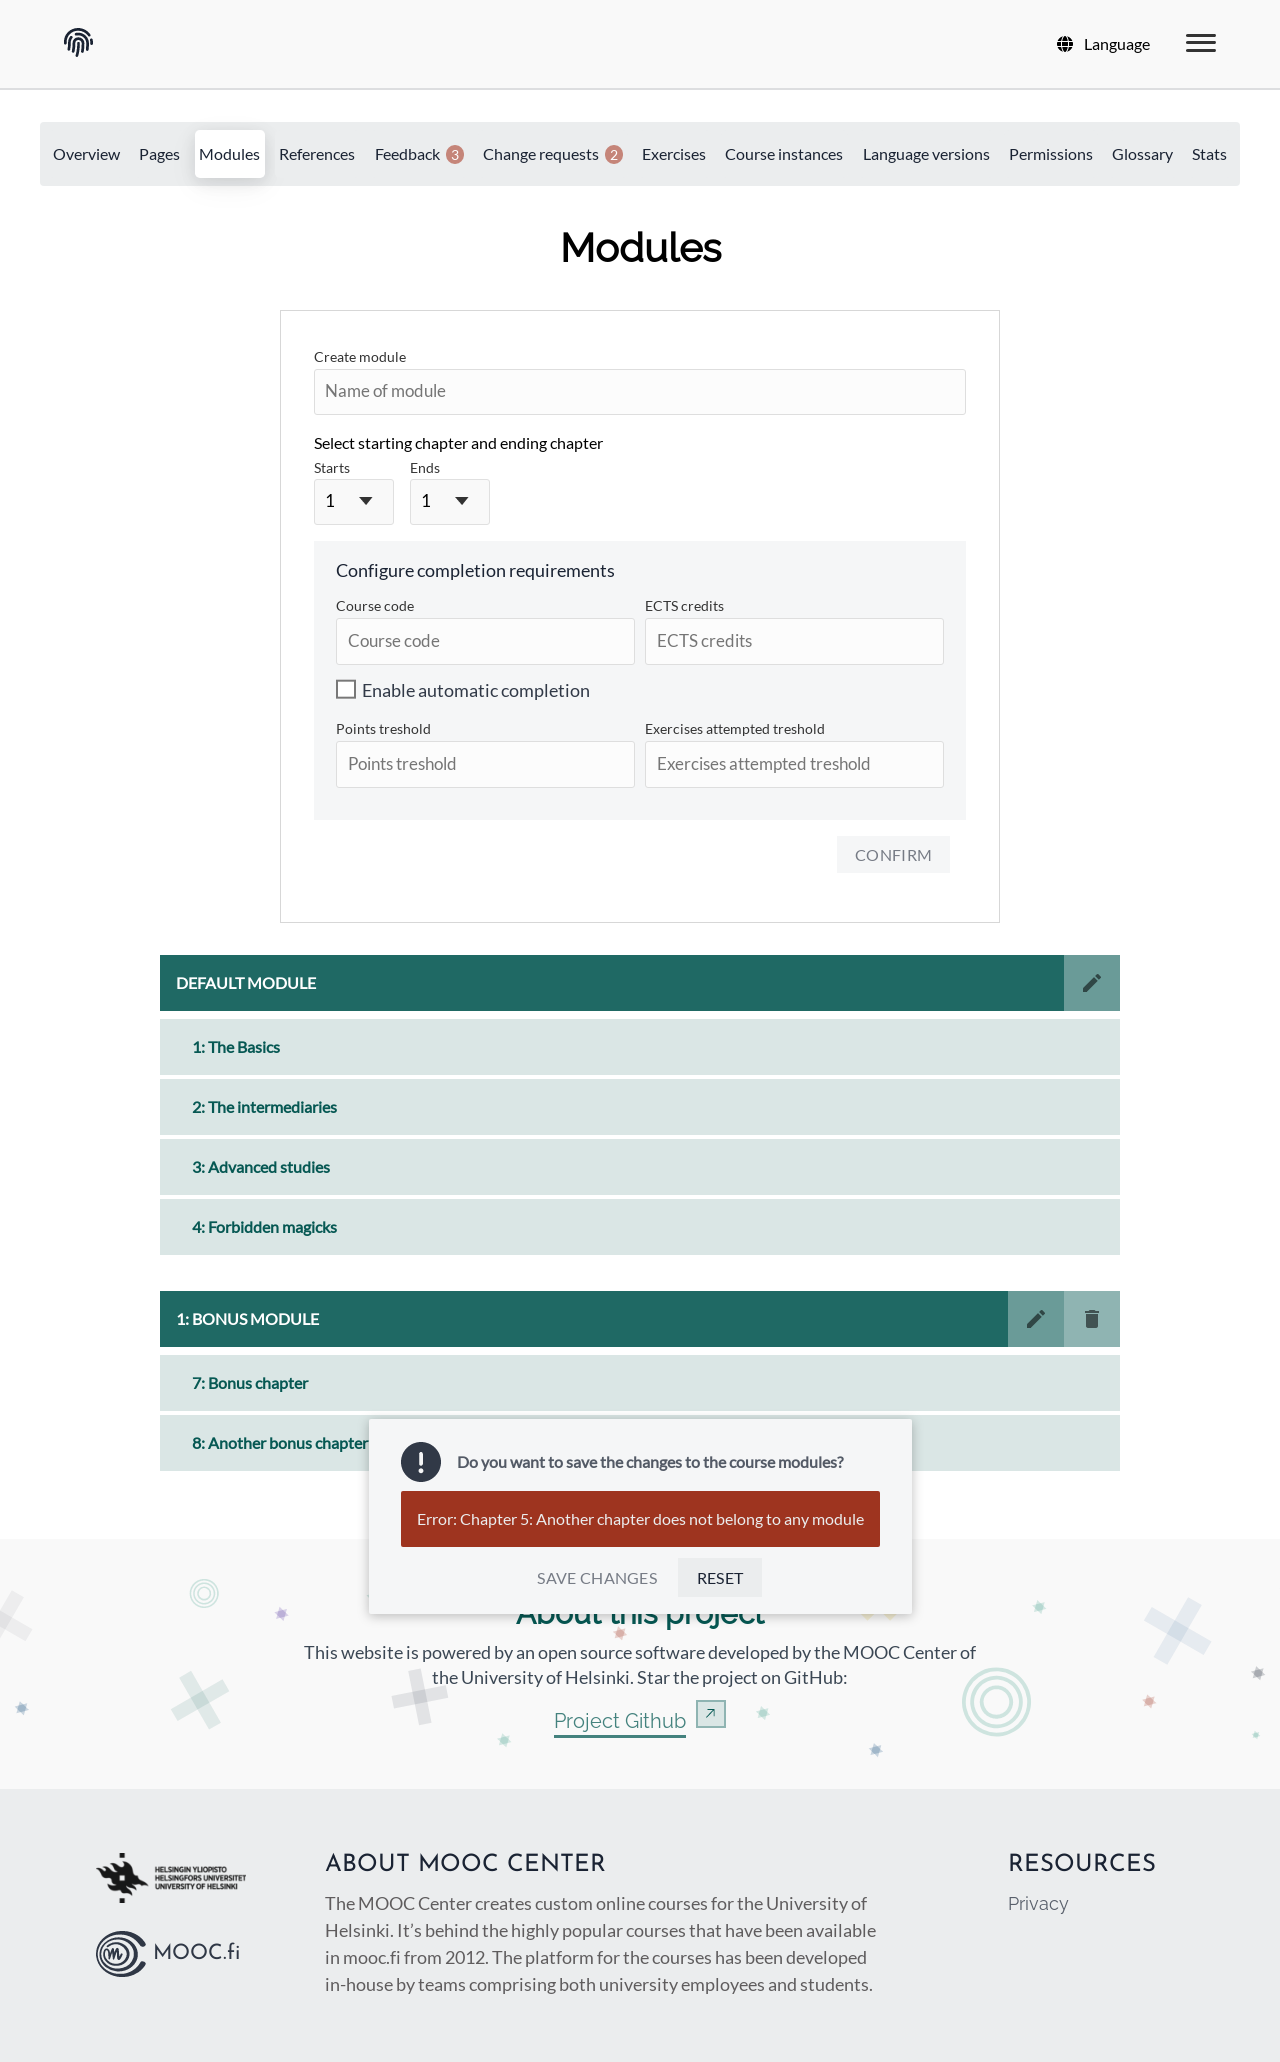 Language
Overview Pages Modules References Feedback 3 Change requests 2 Exercises Course instances Language versions Permissions Glossary Stats
Modules
Create module
Name of module
Select starting chapter and ending chapter
Starts Ends
1 1
Configure completion requirements
Course code ECTS credits
Course code ECTS credits
Enable automatic completion
Points treshold Exercises attempted treshold
Points treshold Exercises attempted treshold
CONFIRM
DEFAULT MODULE
1: The Basics
2: The intermediaries
3: Advanced studies
4: Forbidden magicks
1: BONUS MODULE
7: Bonus chapter
8: Another bonus chapter
Do you want to save the changes to the course modules?
Error: Chapter 5: Another chapter does not belong to any module
SAVE CHANGES RESET
About this project
This website is powered by an open source software developed by the MOOC Center of
the University of Helsinki. Star the project on GitHub:
Project Github
HELSINGIN YLIOPISTO
HELSINGFORS UNIVERSITET
UNIVERSITY OF HELSINKI
MOOC.fi
ABOUT MOOC CENTER
The MOOC Center creates custom online courses for the University of
Helsinki. It’s behind the highly popular courses that have been available
in mooc.fi from 2012. The platform for the courses has been developed
in-house by teams comprising both university employees and students.
RESOURCES
Privacy